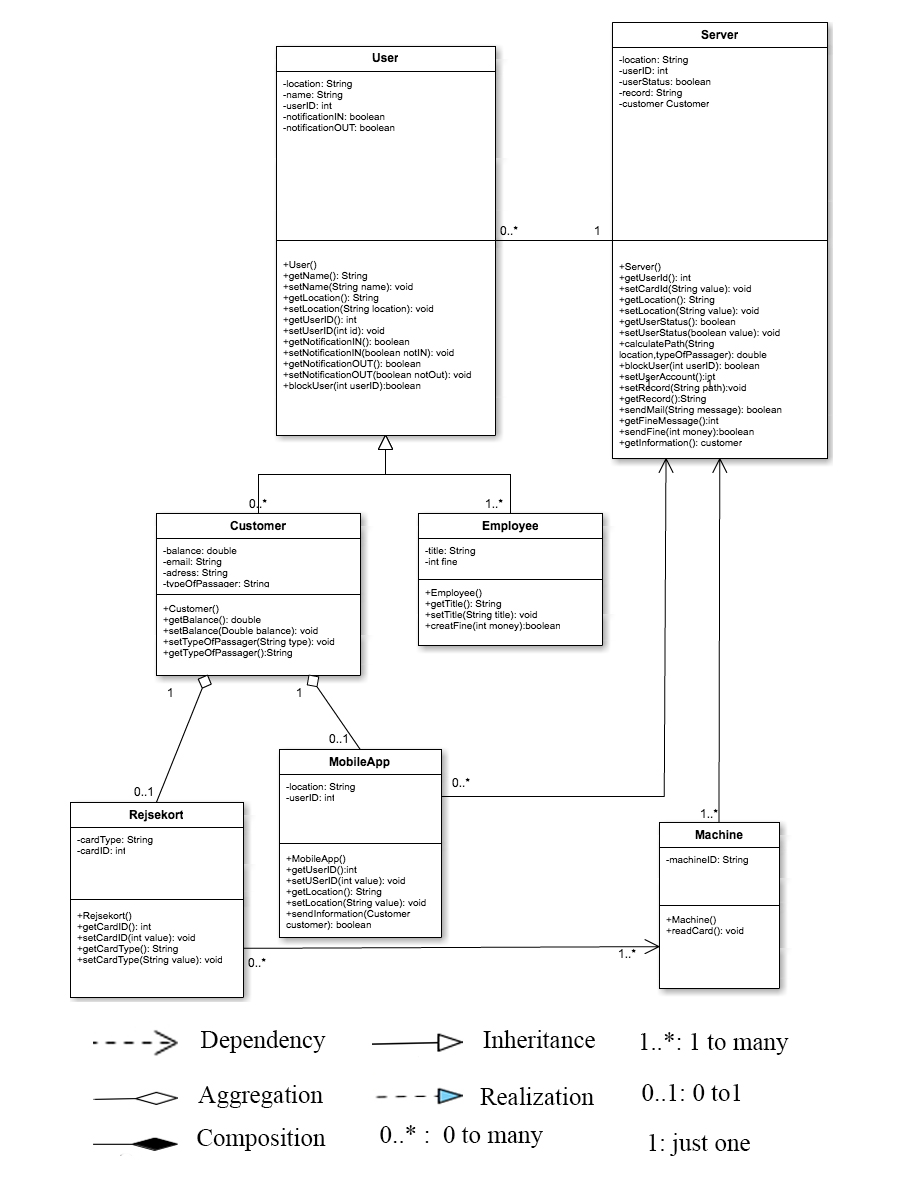 User
-location: String
-name: String
-userID: int
-notificationIN: boolean
-notificationOUT: boolean
+User()
+getName(): String
+setName(String name): void
+getLocation(): String
+setLocation(String location): void
+getUserID(): int
+setUserID(int id): void
+getNotificationIN(): boolean
+setNotificationIN(boolean notIN): void
+getNotificationOUT(): boolean
+setNotificationOUT(boolean notOut): void
+blockUser(int userID):boolean
0..*
1
Server
-location: String
-userID: int
-userStatus: boolean
-record: String
-customer Customer
+Server()
+getUserId(): int
+setCardId(String value): void
+getLocation(): String
+setLocation(String value): void
+getUserStatus(): boolean
+setUserStatus(boolean value): void
+calculatePath(String
location,typeOfPassager): double
+blockUser(int userID): boolean
+setUserAccount():int
+setRecord(String path):void
+getRecord():String
+sendMail(String message): boolean
+getFineMessage():int
+sendFine(int money):boolean
+getInformation(): customer
0..*
1..*
Customer
-balance: double
-email: String
-adress: String
-typeOfPassager: String
+Customer()
+getBalance(): double
+setBalance(Double balance): void
+setTypeOfPassager(String type): void
+getTypeOfPassager():String
Employee
-title: String
-int fine
+Employee()
+getTitle(): String
+setTitle(String title): void
+creatFine(int money):boolean
1
1
0..1
0..1
MobileApp
-location: String
-userID: int
+MobileApp()
+getUserID():int
+setUSerID(int value): void
+getLocation(): String
+setLocation(String value): void
+sendInformation(Customer
customer): boolean
0..*
Rejsekort
-cardType: String
-cardID: int
+Rejsekort()
+getCardID(): int
+setCardID(int value): void
+getCardType(): String
+setCardType(String value): void
0..*
1..*
1..*
Machine
-machineID: String
+Machine()
+readCard(): void
Dependency
Inheritance
1..*: 1 to many
Aggregation
Realization
0..1: 0 to1
Composition
0..* : 0 to many
1: just one